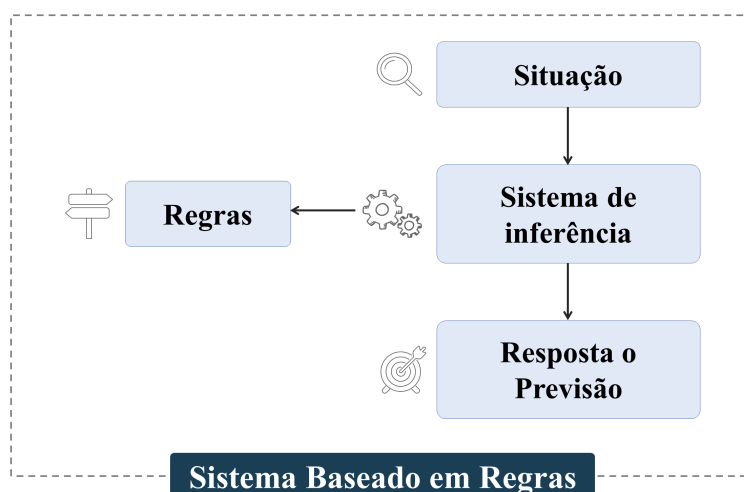 Situação
Regras
Sistema de
inferência
Resposta o
Previsão
Sistema Baseado em Regras